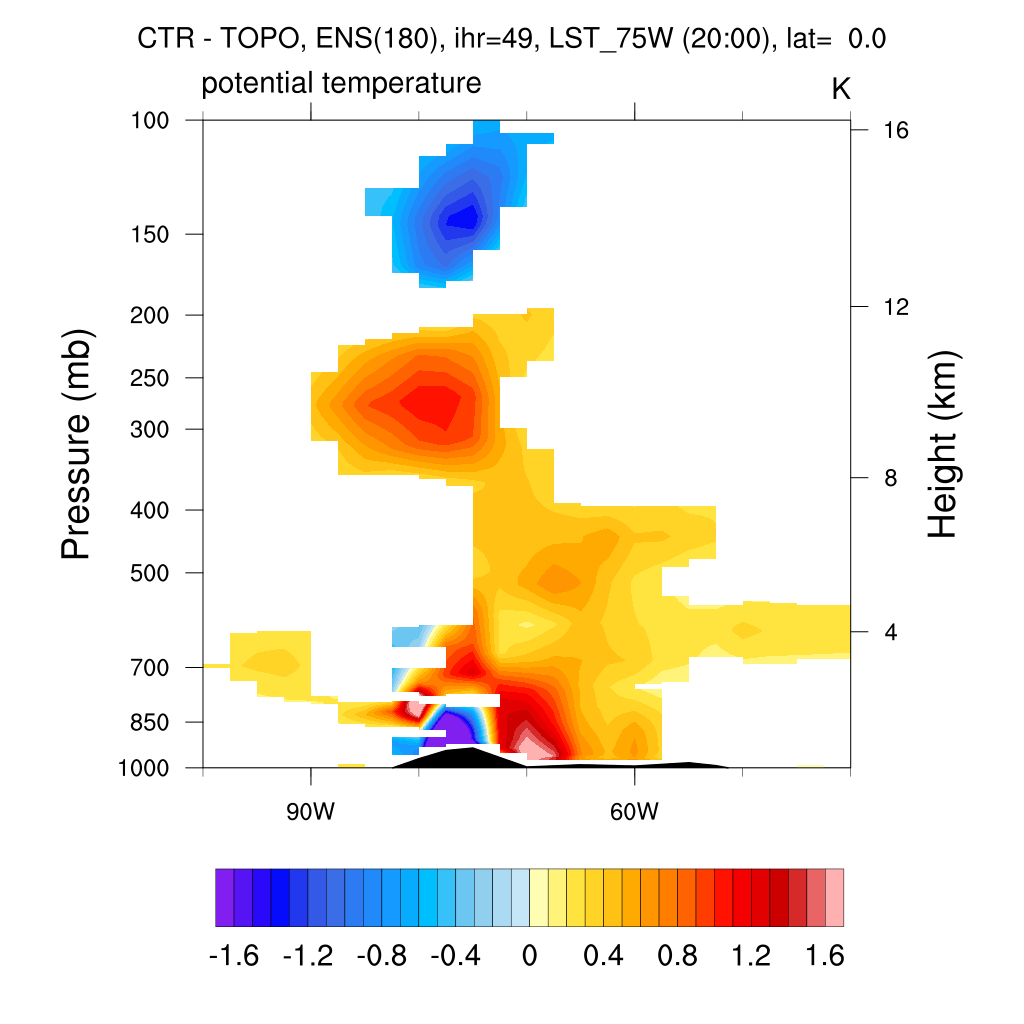 CTR - TOPO, ENS(180), ihr=49, LST_75W (20:00), lat=  0.0
potential temperature K
100
150
200
250
300
400
500
700
850
1000
Pressure (mb)
16
12
8
4
Height (km)
90W 60W
-1.6 -1.2 -0.8 -0.4 0 0.4 0.8 1.2 1.6